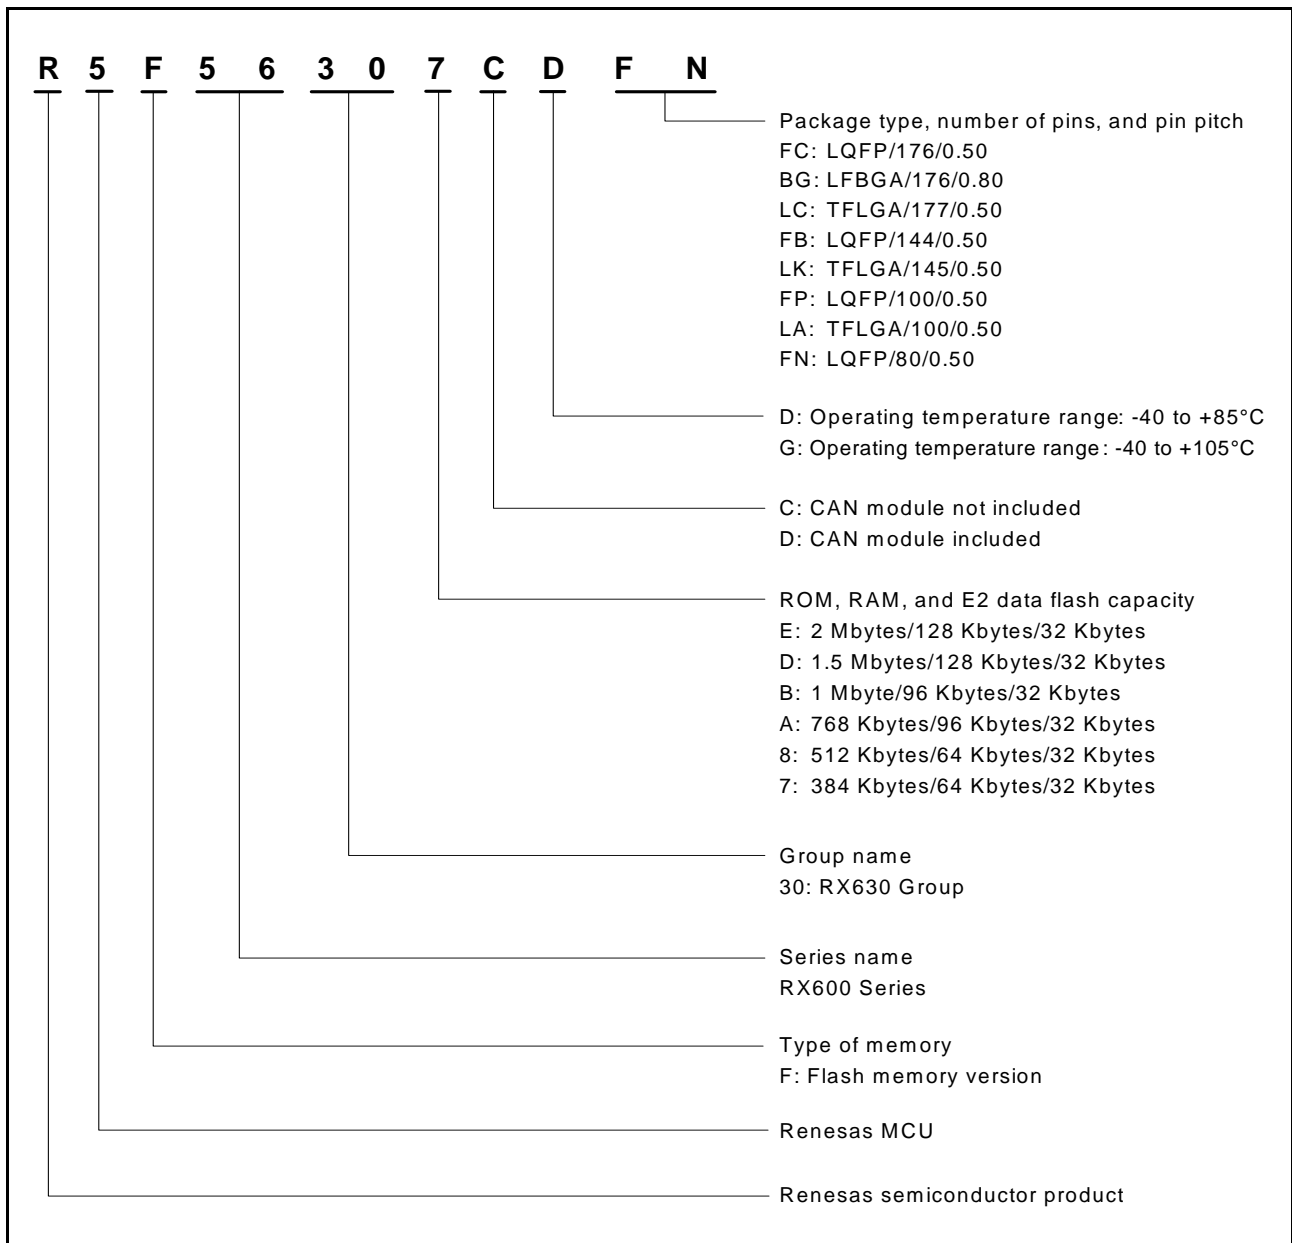 R 5 F 5 6 3 0 7 C D F N
Package type, number of pins, and pin pitch
FC: LQFP/176/0.50
BG: LFBGA/176/0.80
LC: TFLGA/177/0.50
FB: LQFP/144/0.50
LK: TFLGA/145/0.50
FP: LQFP/100/0.50
LA: TFLGA/100/0.50
FN: LQFP/80/0.50
D: Operating temperature range: -40 to +85°C
G: Operating temperature range: -40 to +105°C
C: CAN module not included
D: CAN module included
ROM, RAM, and E2 data flash capacity
E: 2 Mbytes/128 Kbytes/32 Kbytes
D: 1.5 Mbytes/128 Kbytes/32 Kbytes
B: 1 Mbyte/96 Kbytes/32 Kbytes
A: 768 Kbytes/96 Kbytes/32 Kbytes
8: 512 Kbytes/64 Kbytes/32 Kbytes
7: 384 Kbytes/64 Kbytes/32 Kbytes
Group name
30: RX630 Group
Series name
RX600 Series
Type of memory
F: Flash memory version
Renesas MCU
Renesas semiconductor product